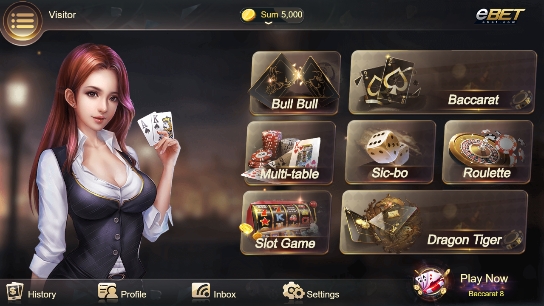 Visitor
Sum 5,000
eBET
Bull Bull
Baccarat
Multi-table
Sic-bo
Roulette
Slot Game
Dragon Tiger
History
Profile
Inbox
Settings
Play Now
Baccarat 8